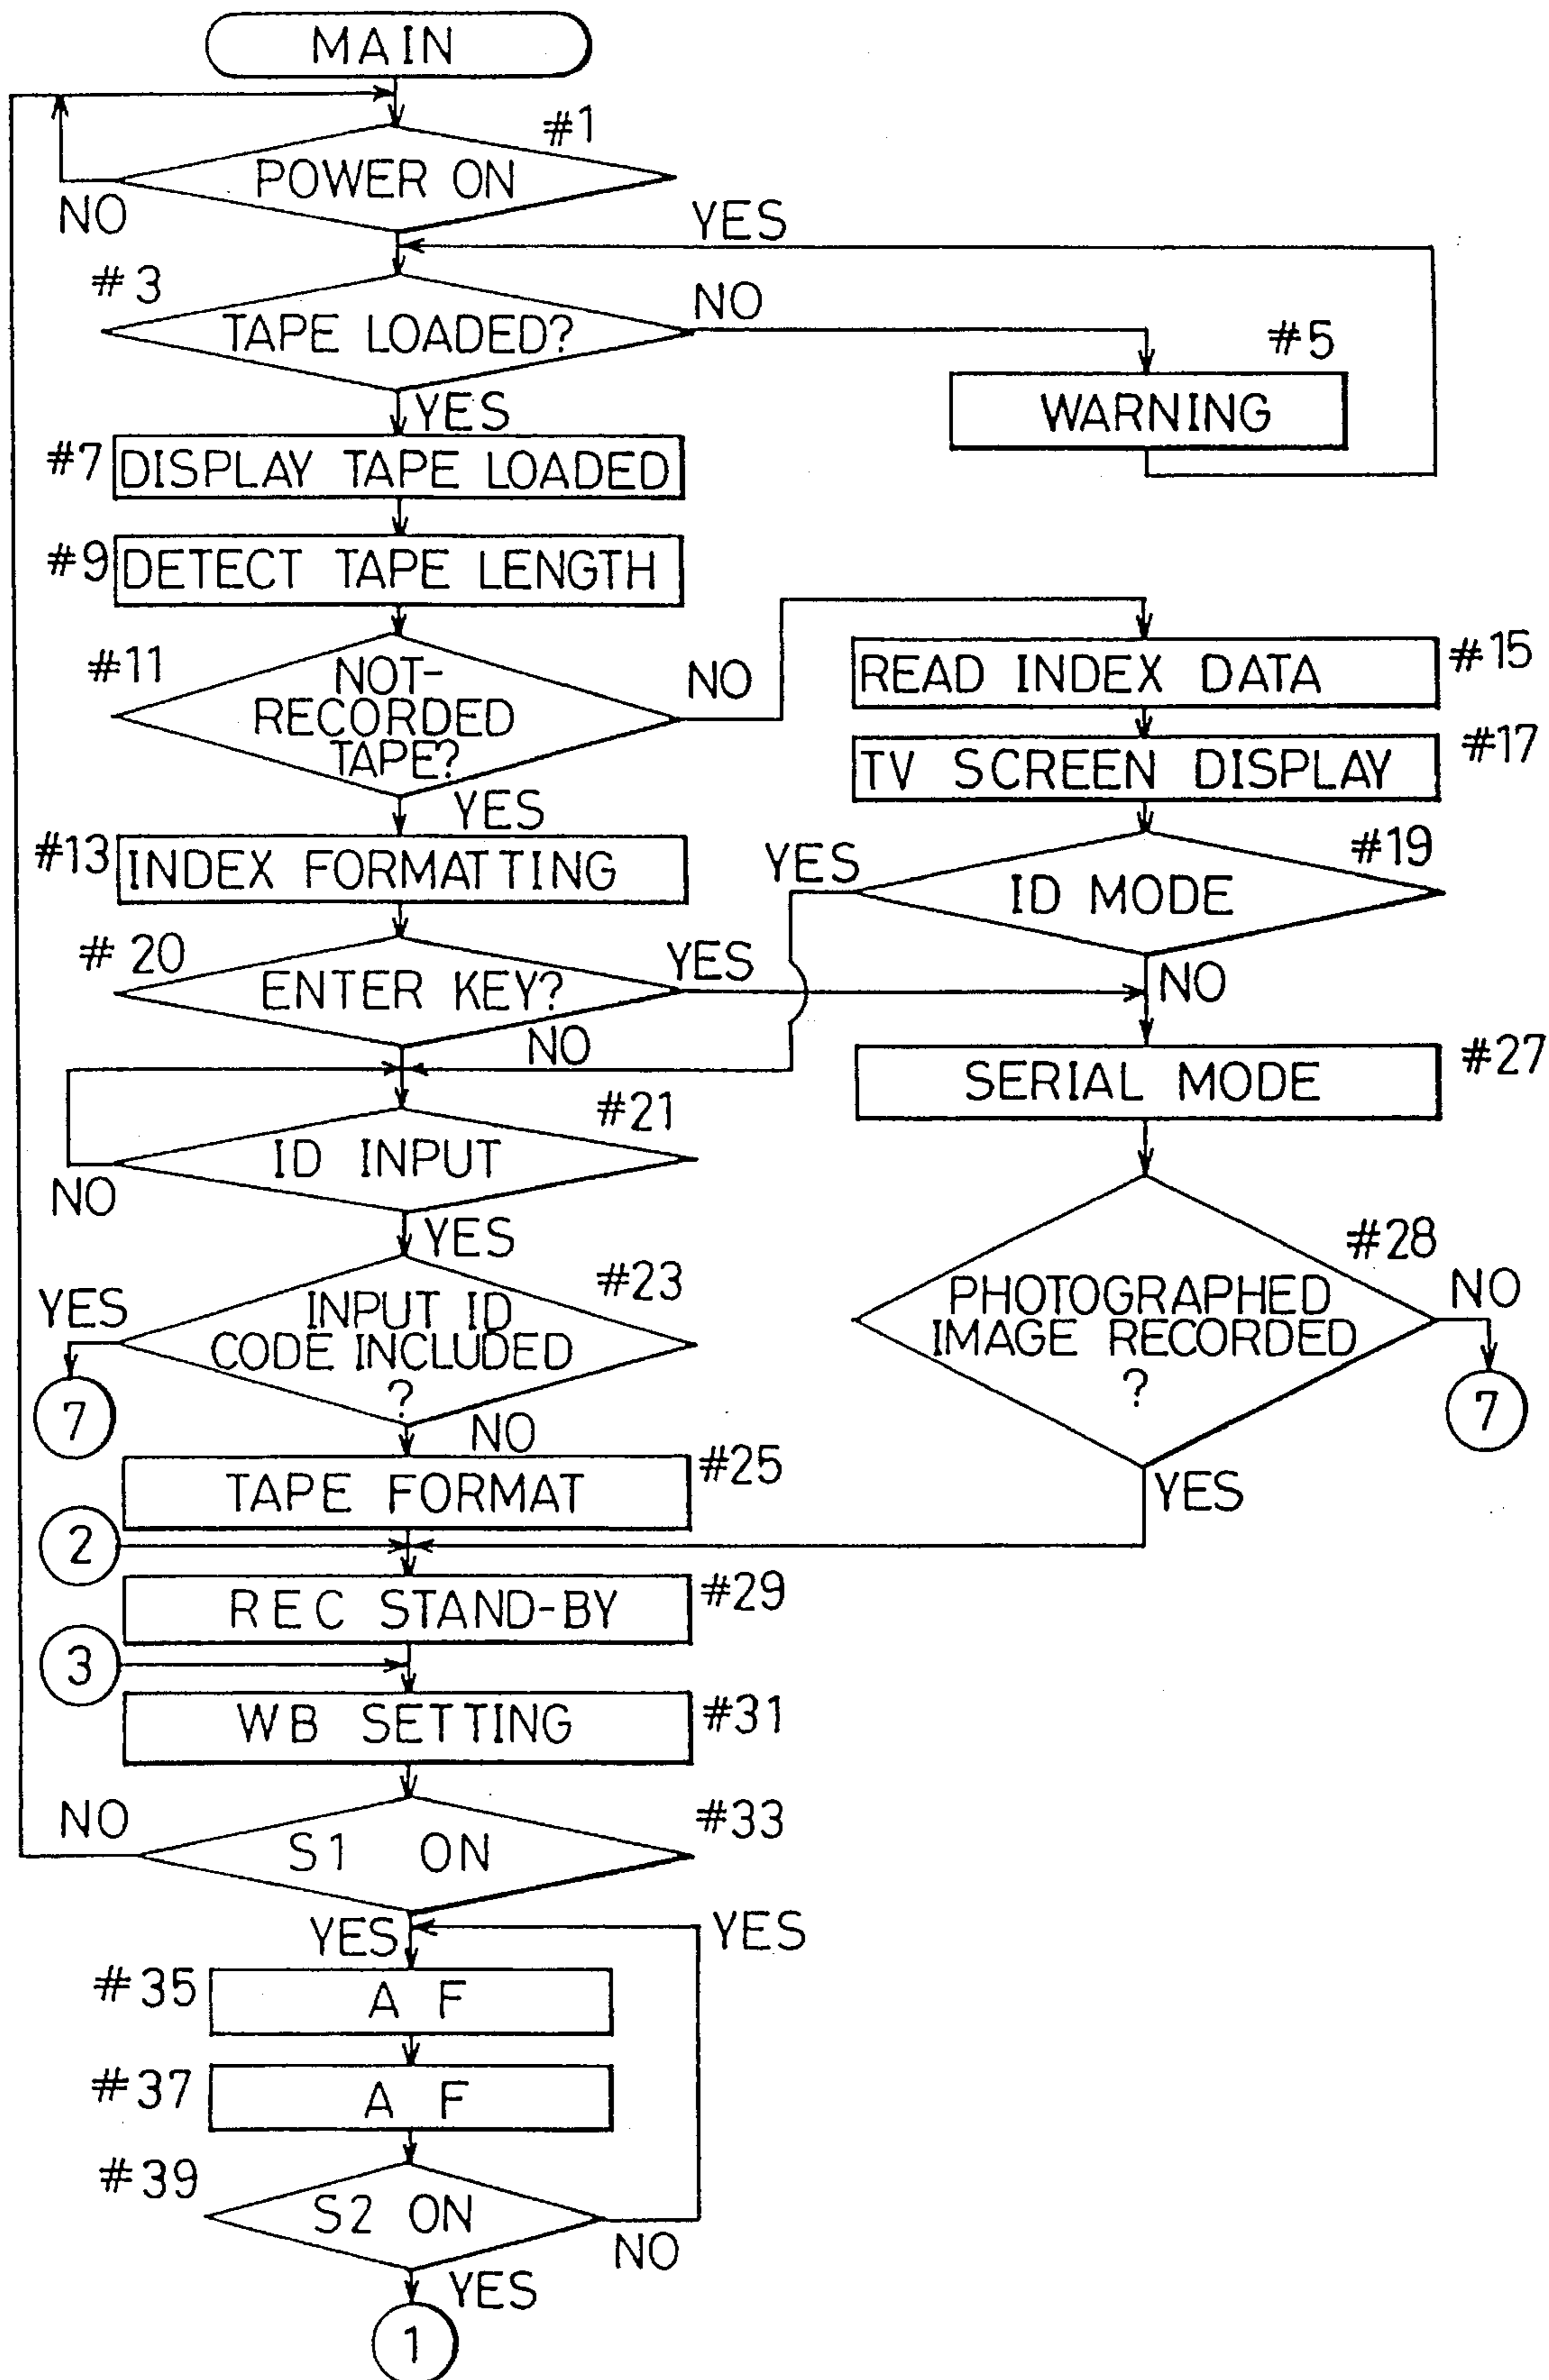 MAIN
#1
POWER ON
NO
YES
#3
TAPE LOADED?
NO
#5
WARNING
YES
#7
DISPLAY TAPE LOADED
#9
DETECT TAPE LENGTH
#11
NOT-
RECORDED
TAPE?
NO
READ INDEX DATA
#15
TV SCREEN DISPLAY
#17
YES
#13
INDEX FORMATTING
YES
#19
ID MODE
#20
ENTER KEY?
YES
NO
NO
SERIAL MODE
#27
#21
ID INPUT
NO
YES
#23
YES
INPUT ID
CODE INCLUDED
?
7
NO
#28
PHOTOGRAPHED
IMAGE RECORDED
?
NO
7
YES
TAPE FORMAT
#25
2
REC STAND-BY
#29
3
WB SETTING
#31
NO
S1 ON
#33
YES
YES
#35
A F
#37
A F
#39
S2 ON
NO
YES
1